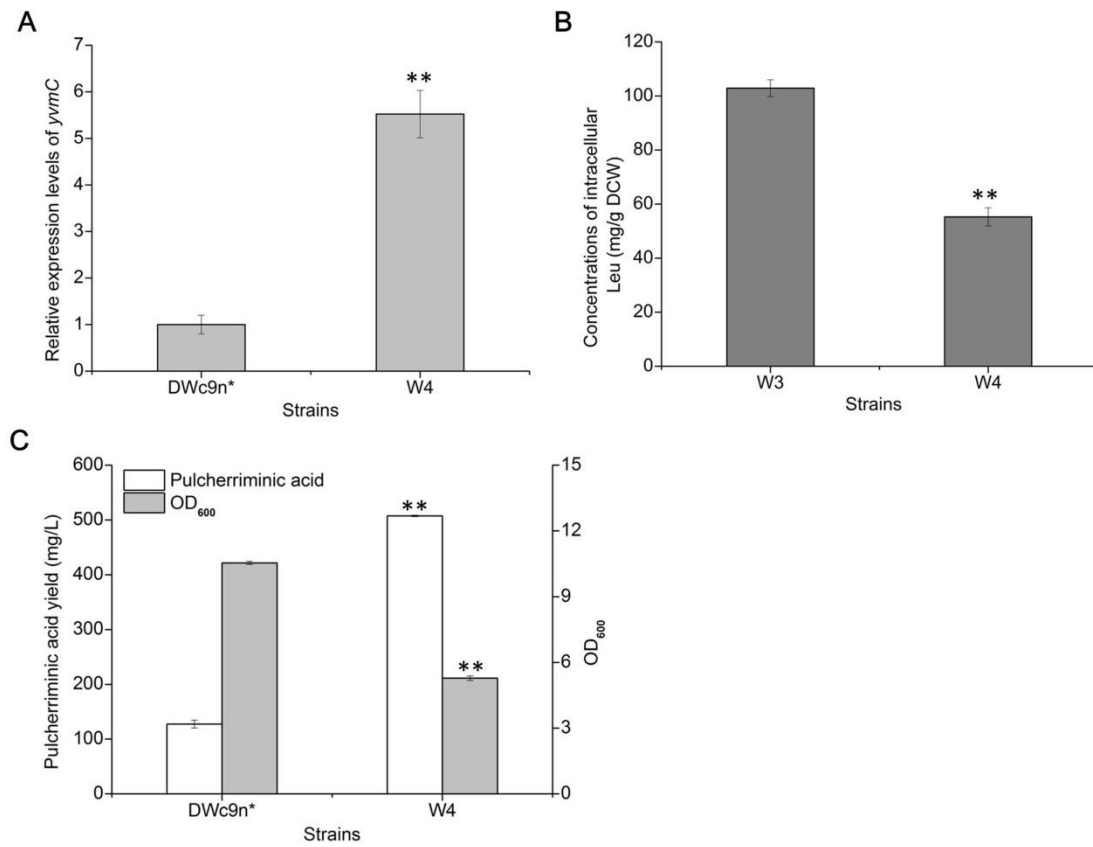 A
Relative expression levels of yvmC
7
6
5
4
3
2
1
0
**
DWc9n*
W4
Strains
B
Concentrations of intracellular
Leu (mg/g DCW)
120
100
80
60
40
20
0
**
W3
W4
Strains
C
Pulcherriminic acid yield (mg/L)
600
500
400
300
200
100
0
Pulcherriminic acid
OD600
**
**
15
12
9
6
3
0
OD600
DWc9n*
W4
Strains